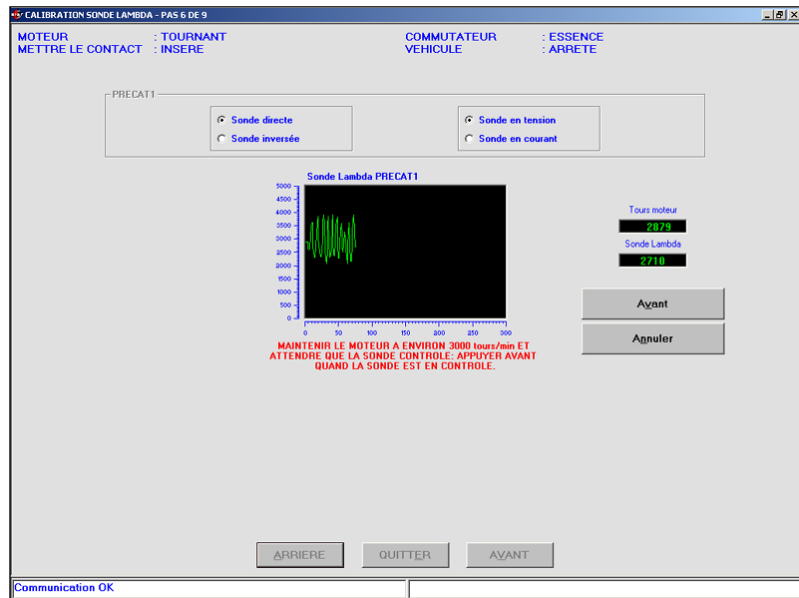 CALIBRATION SONDE LAMBDA - PAS 6 DE 9
MOTEUR : TOURNANT COMMUTATEUR : ESSENCE
METTRE LE CONTACT : INSERE VEHICULE : ARRETE
PRECAT1
Sonde directe Sonde en tension
Sonde inversée Sonde en courant
Sonde Lambda PRECAT1
5000
4500
4000
3500
3000
2500
2000
1500
1000
500
0
0 50 100 150 200 250 300
Tours moteur
2879
Sonde Lambda
2710
Avant
Annuler
MAINTENIR LE MOTEUR A ENVIRON 3000 tours/min ET
ATTENDRE QUE LA SONDE CONTROLE: APPUYER AVANT
QUAND LA SONDE EST EN CONTROLE.
ARRIERE QUITTER AVANT
Communication OK